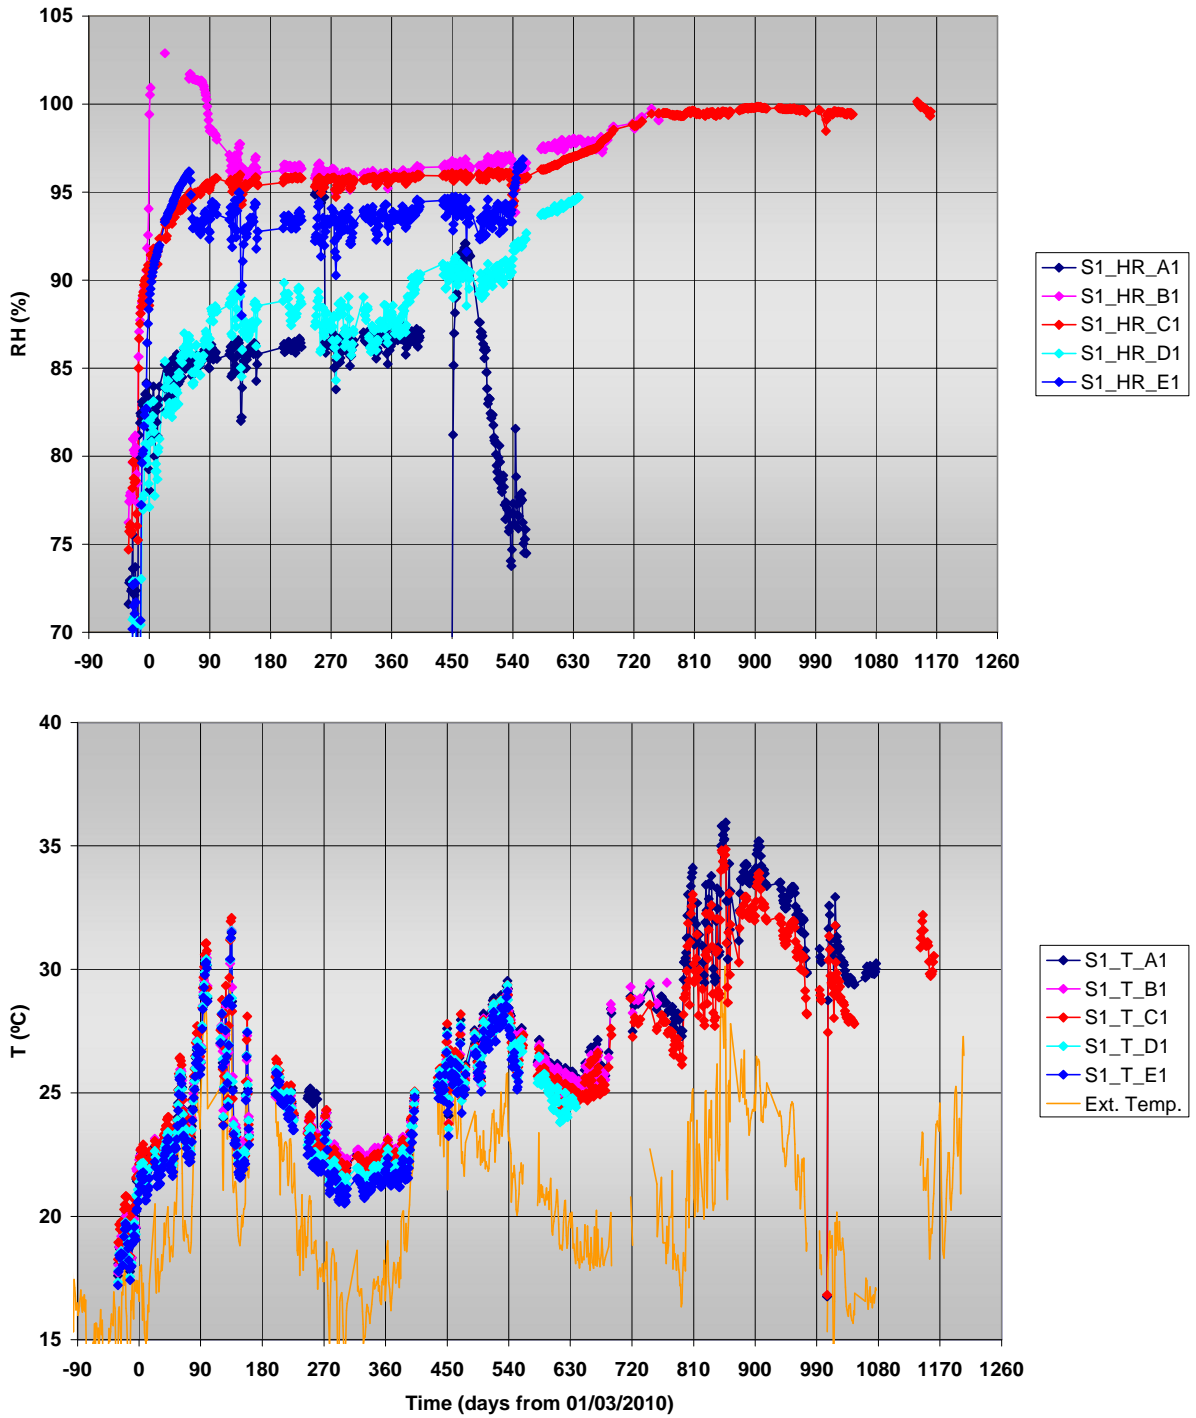 105
100
95
90
85
80
75
70
RH (%)
-90 0 90 180 270 360 450 540 630 720 810 900 990 1080 1170 1260
S1_HR_A1
S1_HR_B1
S1_HR_C1
S1_HR_D1
S1_HR_E1
40
35
30
25
20
15
T (ºC)
-90 0 90 180 270 360 450 540 630 720 810 900 990 1080 1170 1260
Time (days from 01/03/2010)
S1_T_A1
S1_T_B1
S1_T_C1
S1_T_D1
S1_T_E1
Ext. Temp.